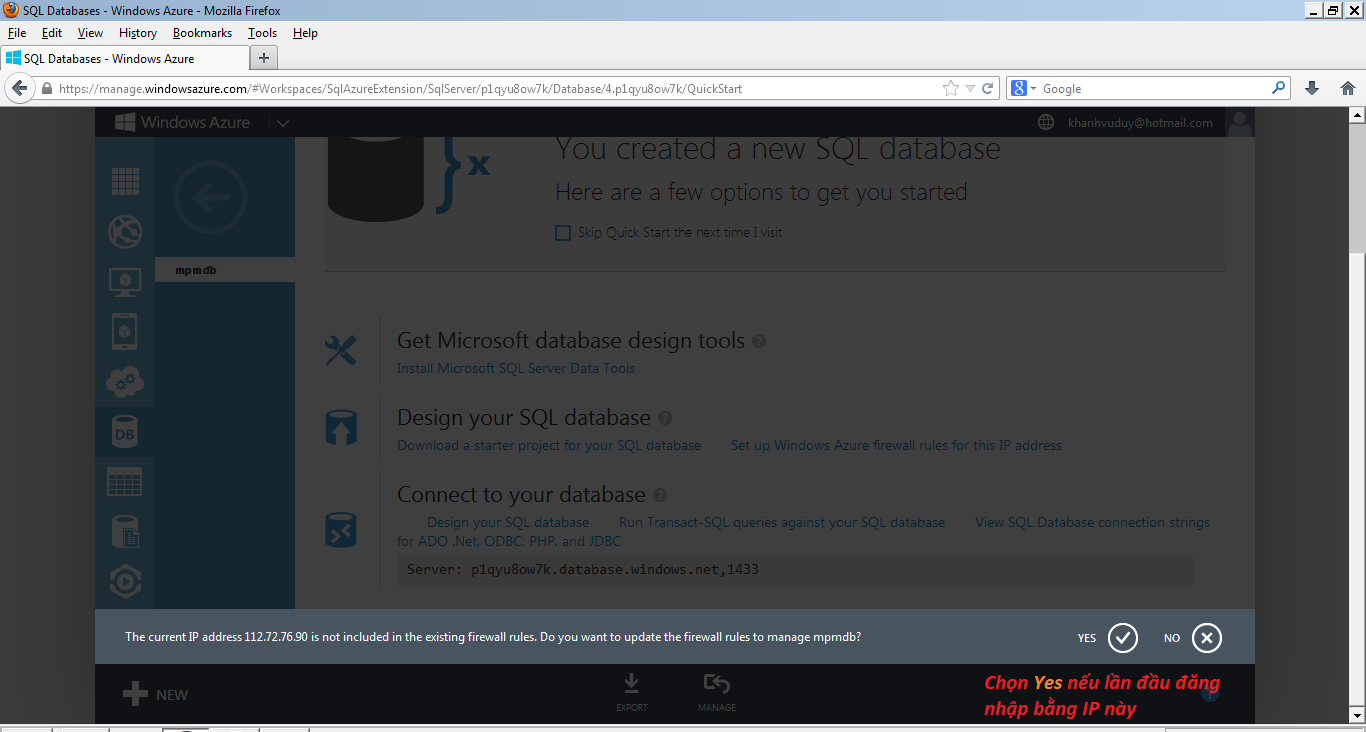 SQL Databases - Windows Azure - Mozilla Firefox
File Edit View History Bookmarks Tools Help
SQL Databases - Windows Azure
https://manage.windowsazure.com/#Workspaces/SqlAzureExtension/SqlServer/p1qyu8ow7k/Database/4.p1qyu8ow7k/QuickStart
Google
Windows Azure
khanhvuduy@hotmail.com
You created a new SQL database
Here are a few options to get you started
Skip Quick Start the next time I visit
mpmdb
Get Microsoft database design tools ?
Install Microsoft SQL Server Data Tools
Design your SQL database ?
Download a starter project for your SQL database Set up Windows Azure firewall rules for this IP address
DB
Connect to your database ?
Design your SQL database Run Transact-SQL queries against your SQL database View SQL Database connection strings
for ADO .Net, ODBC, PHP, and JDBC
Server: p1qyu8ow7k.database.windows.net,1433
The current IP address 112.72.76.90 is not included in the existing firewall rules. Do you want to update the firewall rules to manage mpmdb?
YES NO
NEW
EXPORT MANAGE
Chọn Yes nếu lần đầu đăng
nhập bằng IP này